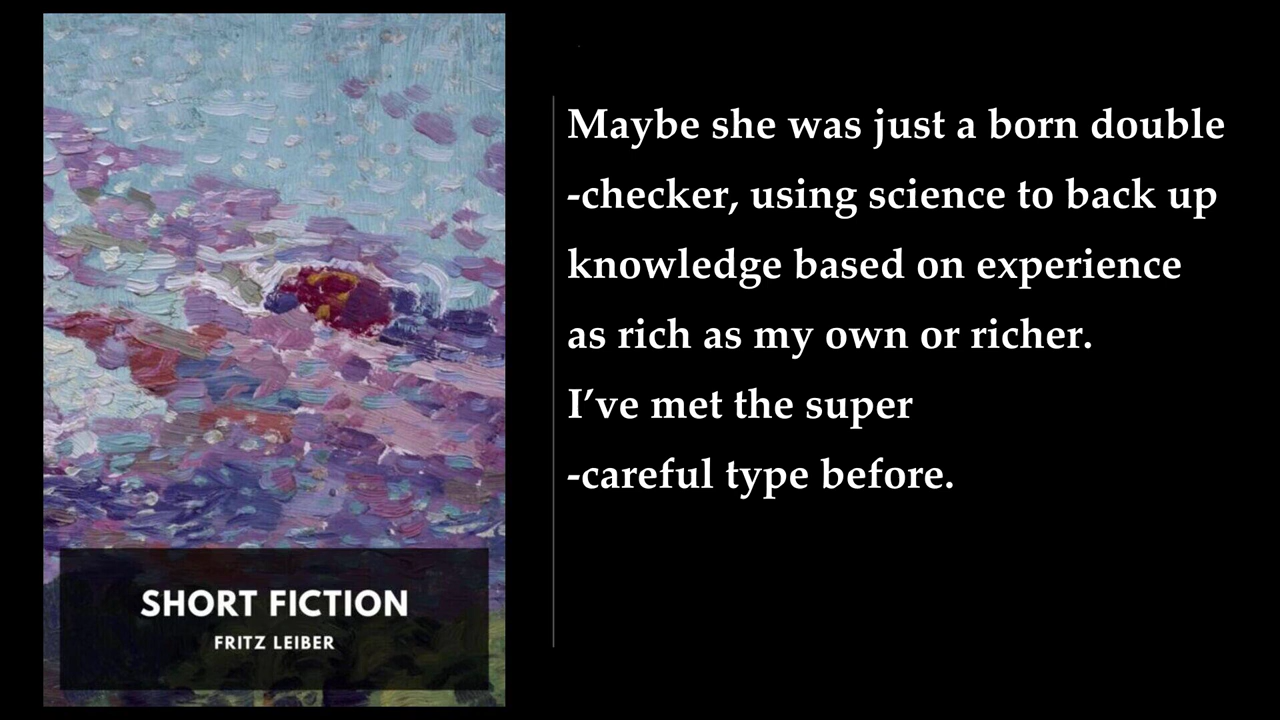 Maybe she was just a born double
-checker, using science to back up
knowledge based on experience
as rich as my own or richer.
I’ve met the super
-careful type before.
SHORT FICTION
FRITZ LEIBER